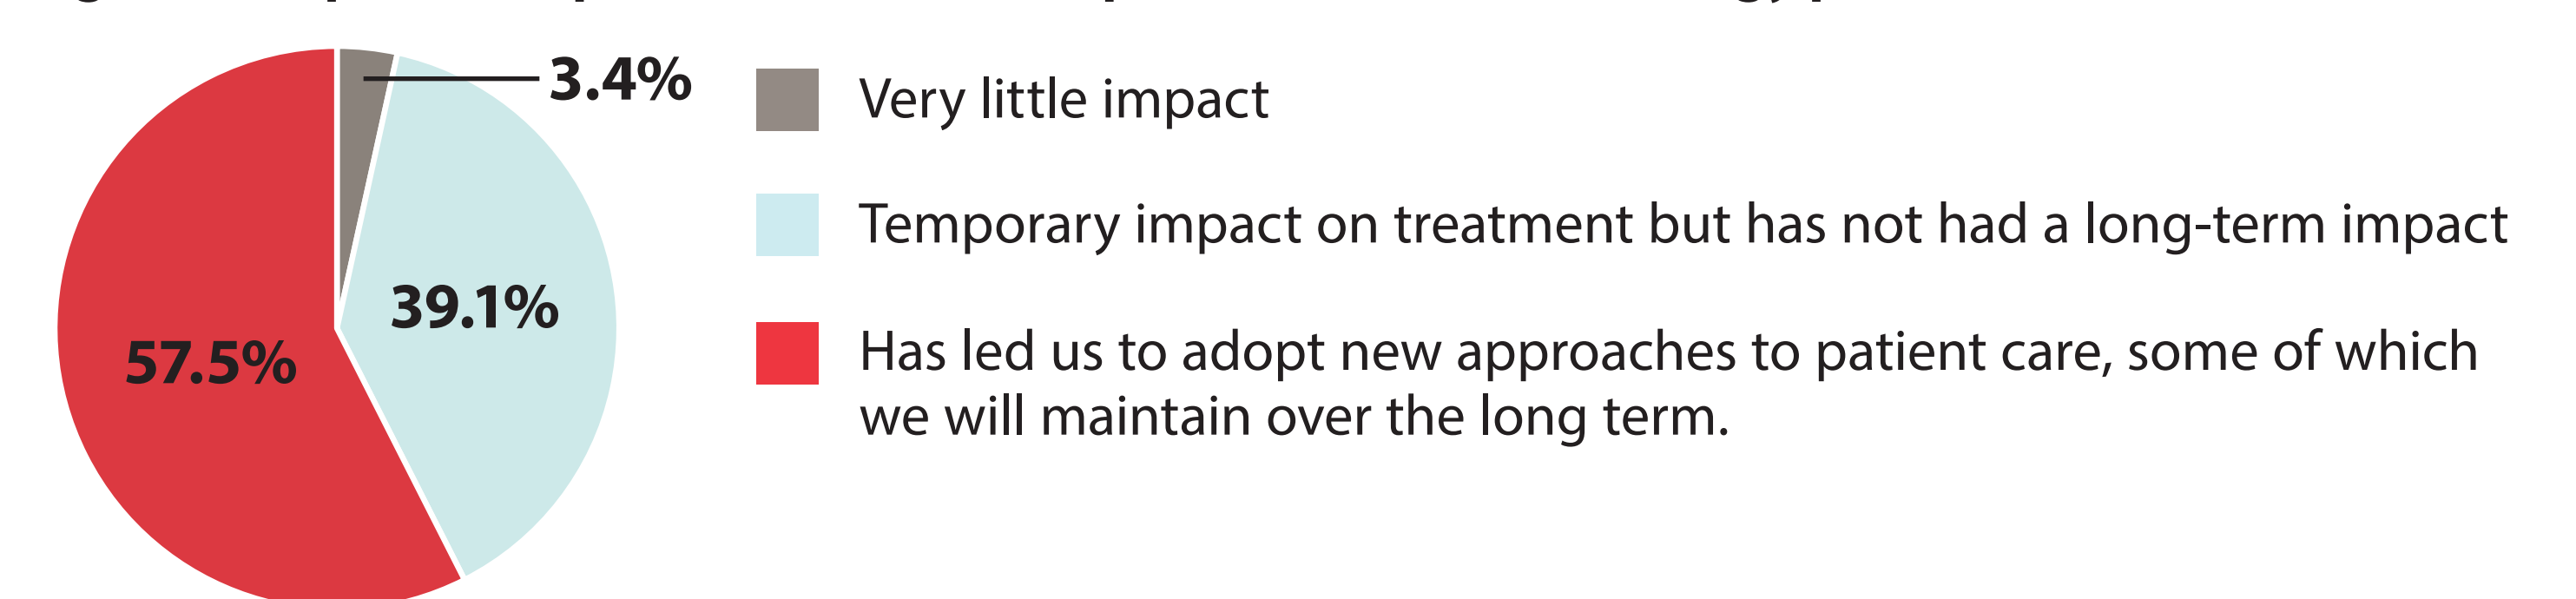 3.4%
Very little impact
Temporary impact on treatment but has not had a long-term impact
39.1%
57.5%
Has led us to adopt new approaches to patient care, some of which
we will maintain over the long term.